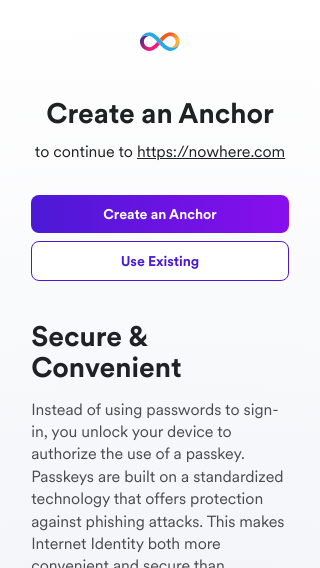 Create an Anchor
to continue to https://nowhere.com
Create an Anchor
Use Existing
Secure &
Convenient
Instead of using passwords to sign-
in, you unlock your device to
authorize the use of a passkey.
Passkeys are built on a standardized
technology that offers protection
against phishing attacks. This makes
Internet Identity both more
convenient and secure than